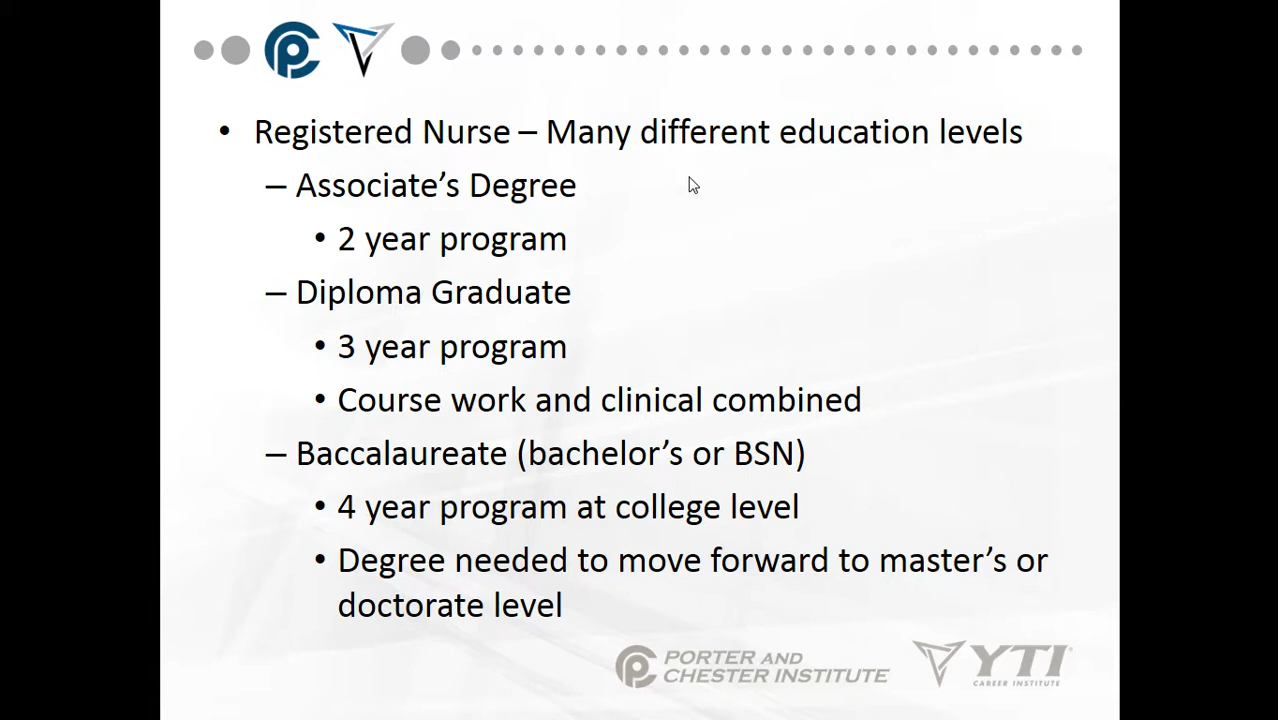 • Registered Nurse – Many different education levels
– Associate’s Degree
• 2 year program
– Diploma Graduate
• 3 year program
• Course work and clinical combined
– Baccalaureate (bachelor’s or BSN)
• 4 year program at college level
• Degree needed to move forward to master’s or
doctorate level
PORTER AND
CHESTER INSTITUTE
YTI®
CAREER INSTITUTE